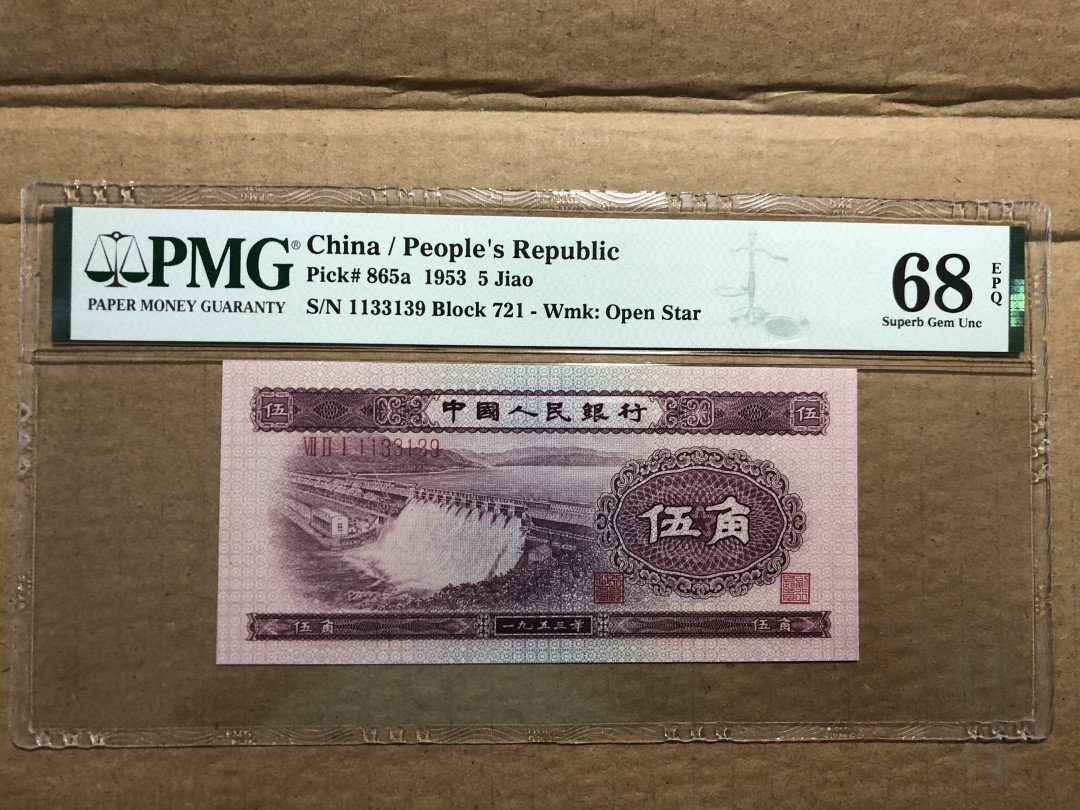 PMG®
PAPER MONEY GUARANTY
China / People's Republic
Pick# 865a 1953 5 Jiao
S/N 1133139 Block 721 - Wmk: Open Star
68
EPQ
Superb Gem Unc
伍 中國人民銀行 伍
VII II I 1133139
伍角
伍角 一九五三年 伍角